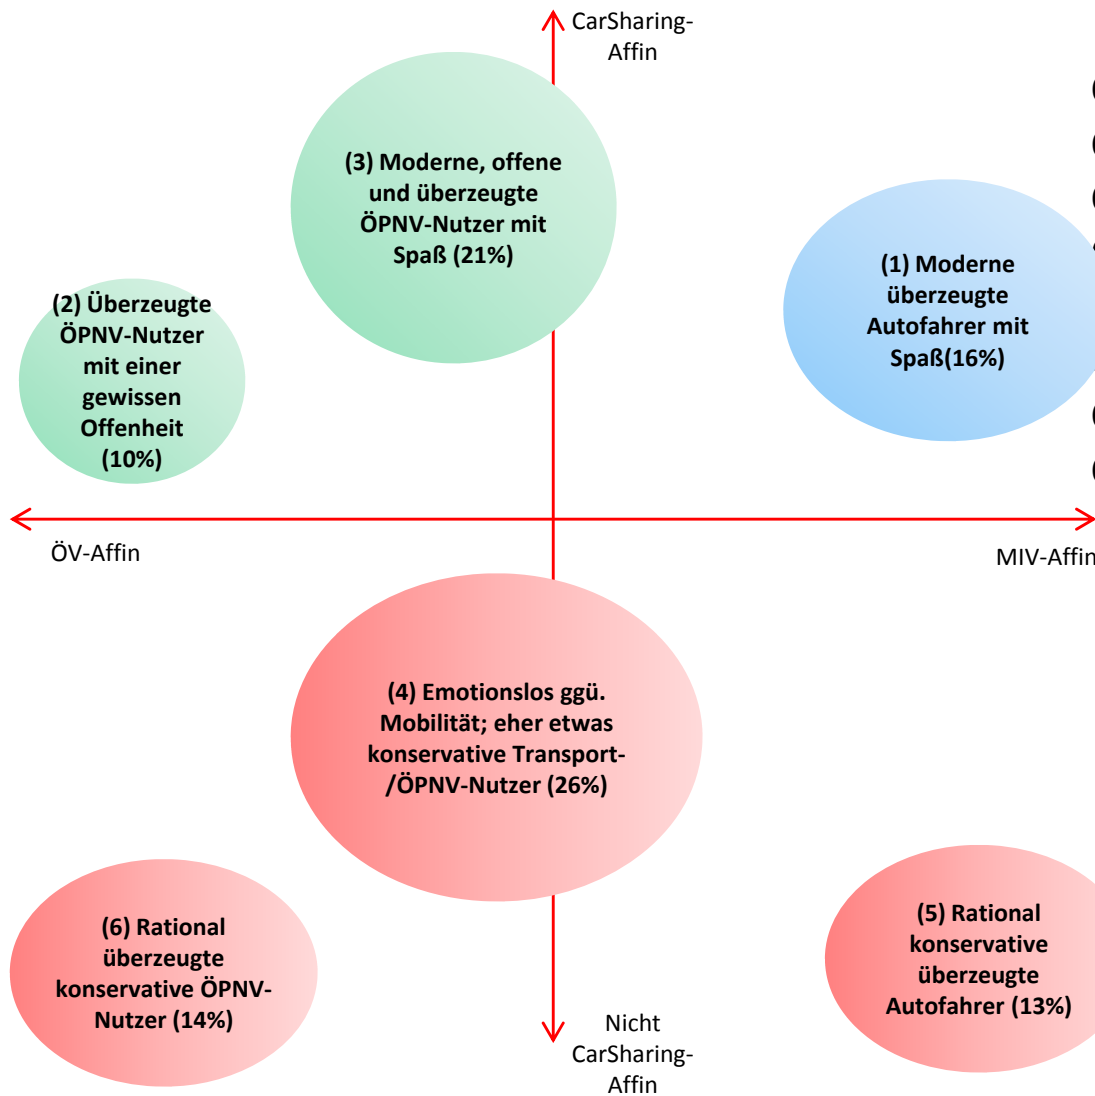 CarSharing-
Affin
(3) Moderne, offene
und überzeugte
ÖPNV-Nutzer mit
Spaß (21%)
(1) Moderne
überzeugte
Autofahrer mit
Spaß(16%)
(2) Überzeugte
ÖPNV-Nutzer
mit einer
gewissen
Offenheit
(10%)
ÖV-Affin
MIV-Affin
(4) Emotionslos ggü.
Mobilität; eher etwas
konservative Transport-
/ÖPNV-Nutzer (26%)
(6) Rational
überzeugte
konservative ÖPNV-
Nutzer (14%)
(5) Rational
konservative
überzeugte
Autofahrer (13%)
Nicht
CarSharing-
Affin